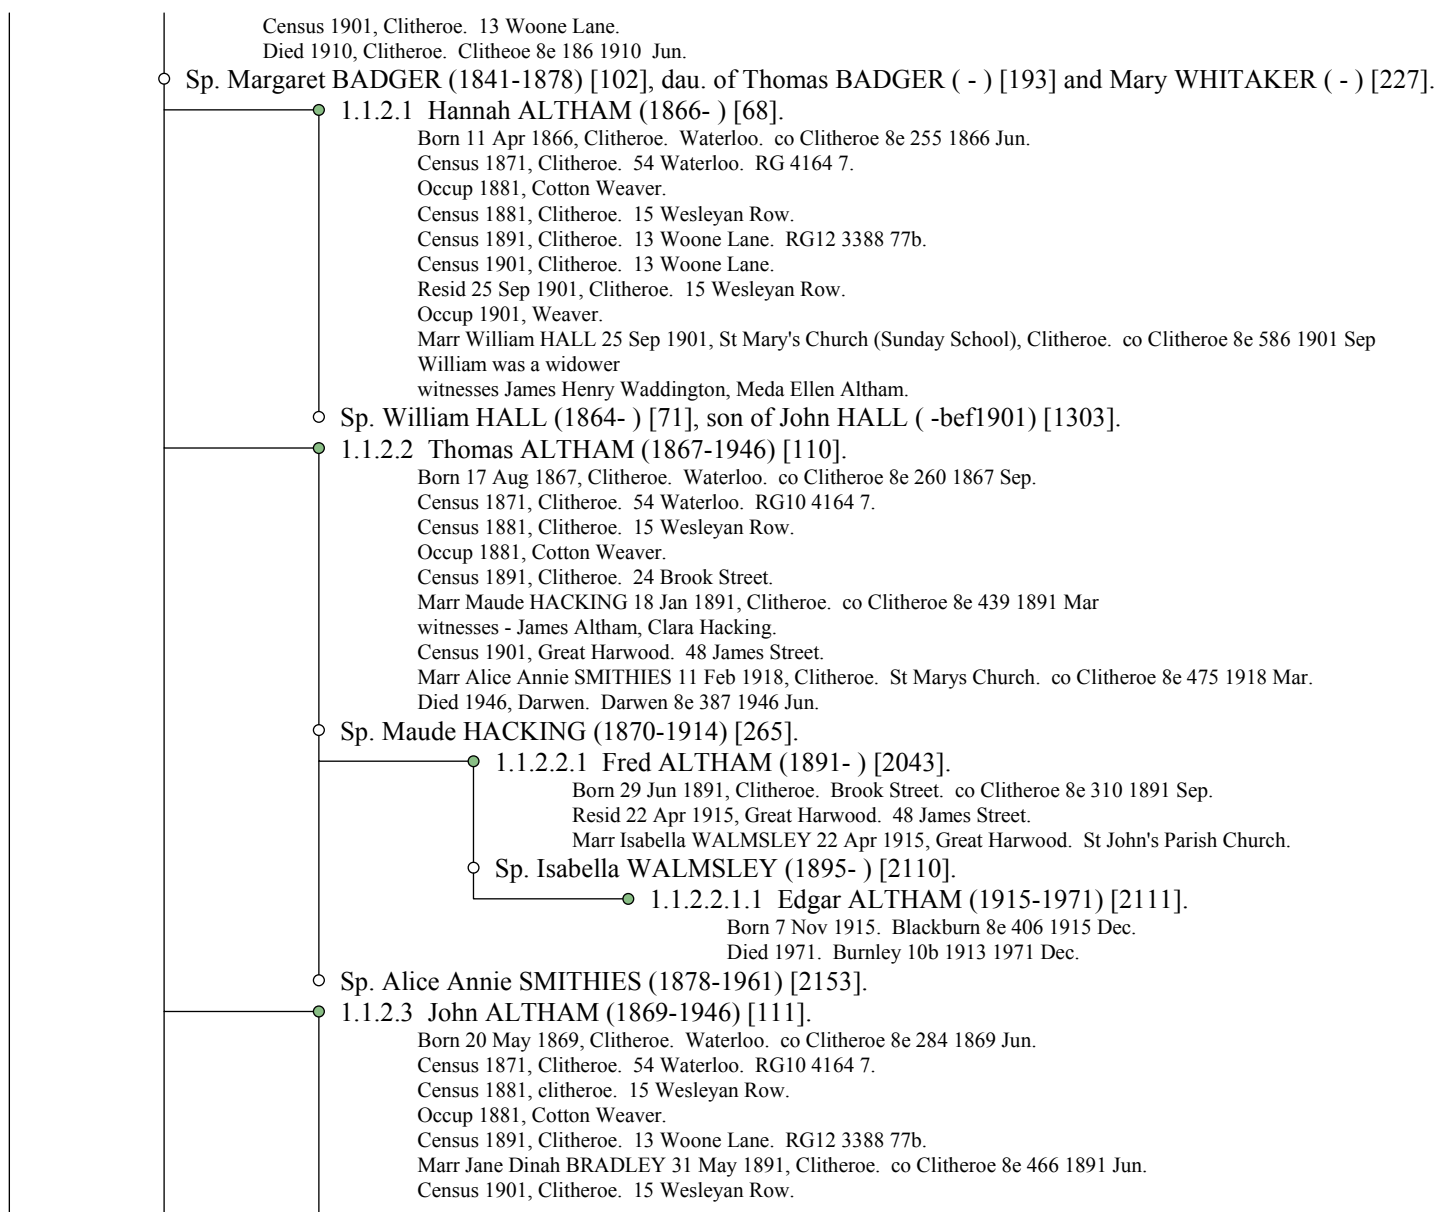 Census 1901, Clitheroe. 13 Woone Lane.
Died 1910, Clitheroe. Clitheoe 8e 186 1910 Jun.
Sp. Margaret BADGER (1841-1878) [102], dau. of Thomas BADGER ( - ) [193] and Mary WHITAKER ( - ) [227].
1.1.2.1 Hannah ALTHAM (1866- ) [68].
Born 11 Apr 1866, Clitheroe. Waterloo. co Clitheroe 8e 255 1866 Jun.
Census 1871, Clitheroe. 54 Waterloo. RG 4164 7.
Occup 1881, Cotton Weaver.
Census 1881, Clitheroe. 15 Wesleyan Row.
Census 1891, Clitheroe. 13 Woone Lane. RG12 3388 77b.
Census 1901, Clitheroe. 13 Woone Lane.
Resid 25 Sep 1901, Clitheroe. 15 Wesleyan Row.
Occup 1901, Weaver.
Marr William HALL 25 Sep 1901, St Mary's Church (Sunday School), Clitheroe. co Clitheroe 8e 586 1901 Sep
William was a widower
witnesses James Henry Waddington, Meda Ellen Altham.
Sp. William HALL (1864- ) [71], son of John HALL ( -bef1901) [1303].
1.1.2.2 Thomas ALTHAM (1867-1946) [110].
Born 17 Aug 1867, Clitheroe. Waterloo. co Clitheroe 8e 260 1867 Sep.
Census 1871, Clitheroe. 54 Waterloo. RG10 4164 7.
Census 1881, Clitheroe. 15 Wesleyan Row.
Occup 1881, Cotton Weaver.
Census 1891, Clitheroe. 24 Brook Street.
Marr Maude HACKING 18 Jan 1891, Clitheroe. co Clitheroe 8e 439 1891 Mar
witnesses - James Altham, Clara Hacking.
Census 1901, Great Harwood. 48 James Street.
Marr Alice Annie SMITHIES 11 Feb 1918, Clitheroe. St Marys Church. co Clitheroe 8e 475 1918 Mar.
Died 1946, Darwen. Darwen 8e 387 1946 Jun.
Sp. Maude HACKING (1870-1914) [265].
1.1.2.2.1 Fred ALTHAM (1891- ) [2043].
Born 29 Jun 1891, Clitheroe. Brook Street. co Clitheroe 8e 310 1891 Sep.
Resid 22 Apr 1915, Great Harwood. 48 James Street.
Marr Isabella WALMSLEY 22 Apr 1915, Great Harwood. St John's Parish Church.
Sp. Isabella WALMSLEY (1895- ) [2110].
1.1.2.2.1.1 Edgar ALTHAM (1915-1971) [2111].
Born 7 Nov 1915. Blackburn 8e 406 1915 Dec.
Died 1971. Burnley 10b 1913 1971 Dec.
Sp. Alice Annie SMITHIES (1878-1961) [2153].
1.1.2.3 John ALTHAM (1869-1946) [111].
Born 20 May 1869, Clitheroe. Waterloo. co Clitheroe 8e 284 1869 Jun.
Census 1871, Clitheroe. 54 Waterloo. RG10 4164 7.
Census 1881, clitheroe. 15 Wesleyan Row.
Occup 1881, Cotton Weaver.
Census 1891, Clitheroe. 13 Woone Lane. RG12 3388 77b.
Marr Jane Dinah BRADLEY 31 May 1891, Clitheroe. co Clitheroe 8e 466 1891 Jun.
Census 1901, Clitheroe. 15 Wesleyan Row.